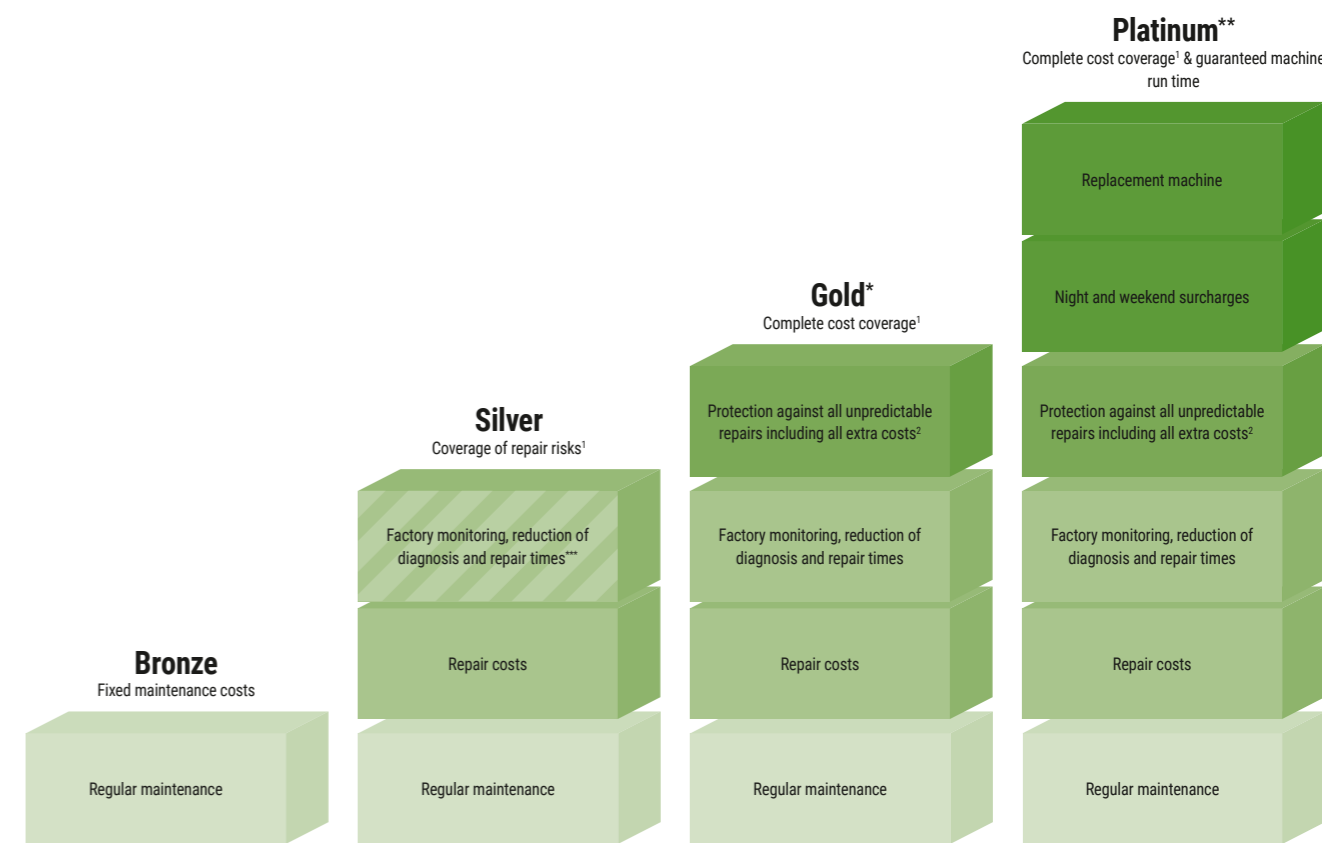 Platinum**
Complete cost coverage¹ & guaranteed machine
run time
Replacement machine
Night and weekend surcharges
Protection against all unpredictable
repairs including all extra costs²
Factory monitoring, reduction of
diagnosis and repair times
Repair costs
Regular maintenance
Gold*
Complete cost coverage¹
Protection against all unpredictable
repairs including all extra costs²
Factory monitoring, reduction of
diagnosis and repair times
Repair costs
Regular maintenance
Silver
Coverage of repair risks¹
Factory monitoring, reduction of
diagnosis and repair times***
Repair costs
Regular maintenance
Bronze
Fixed maintenance costs
Regular maintenance